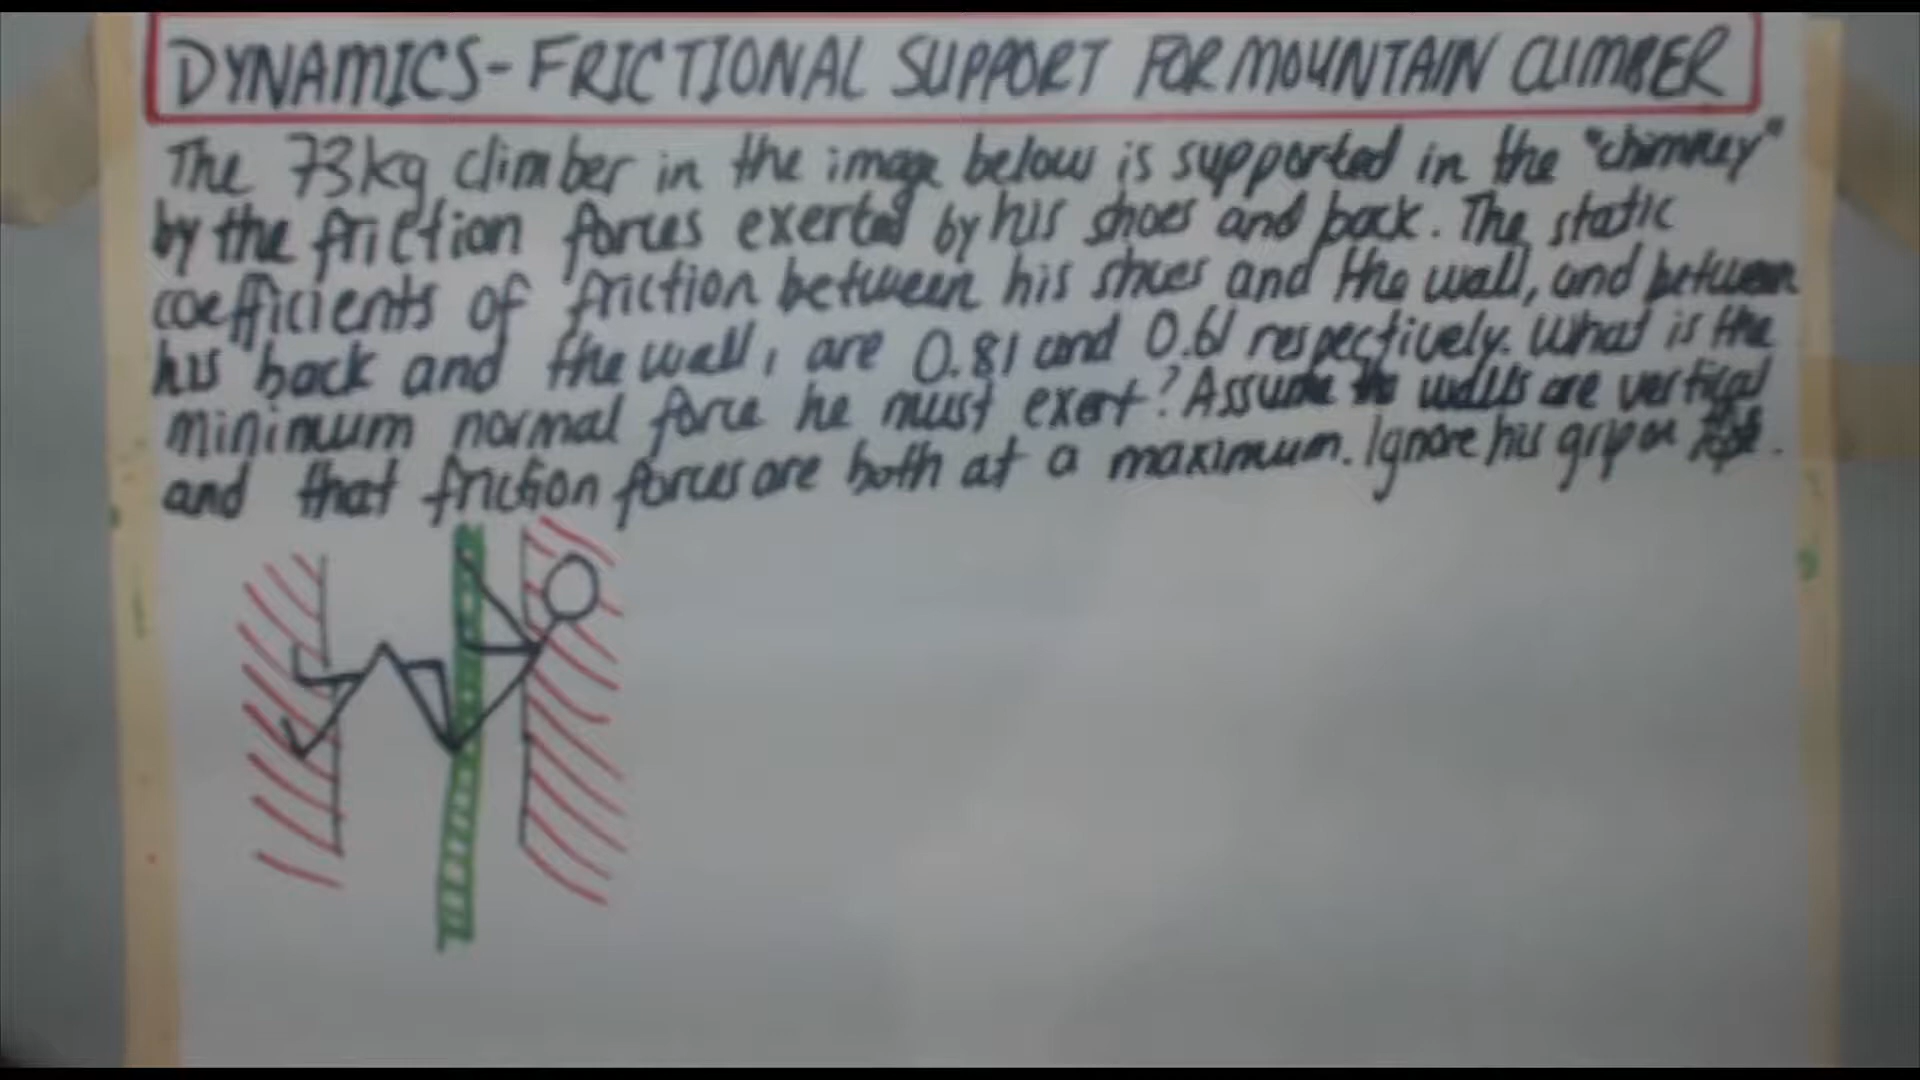 DYNAMICS-FRICTIONAL SUPPORT FOR MOUNTAIN CLIMBER
The 73kg climber in the image below is supported in the "chimney"
by the friction forces exerted by his shoes and back. The static
coefficients of friction between his shoes and the wall, and between
his back and the wall, are 0.81 and 0.61 respectively. What is the
minimum normal force he must exert? Assume the walls are vertical
and that friction forces are both at a maximum. Ignore his grip on